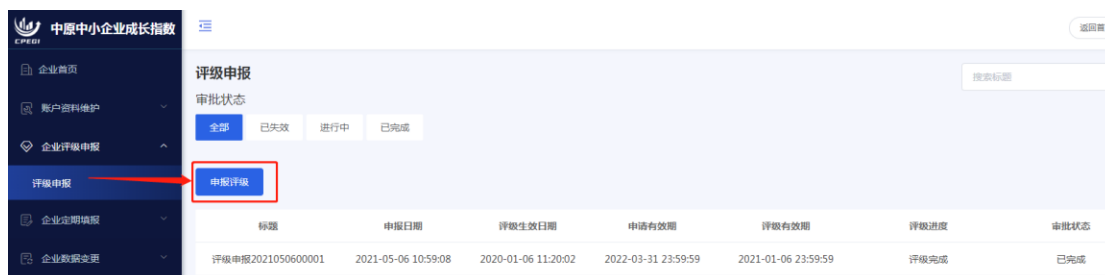 中原中小企业成长指数
CPEGI
企业首页
账户资料维护
企业评级申报
评级申报
企业定期填报
企业数据变更
返回首
评级申报
搜索标题
审批状态
全部 已失效 进行中 已完成
申报评级
标题 申报日期 评级生效日期 申请有效期 评级有效期 评级进度 审批状态
评级申报2021050600001 2021-05-06 10:59:08 2020-01-06 11:20:02 2022-03-31 23:59:59 2021-01-06 23:59:59 评级完成 已完成